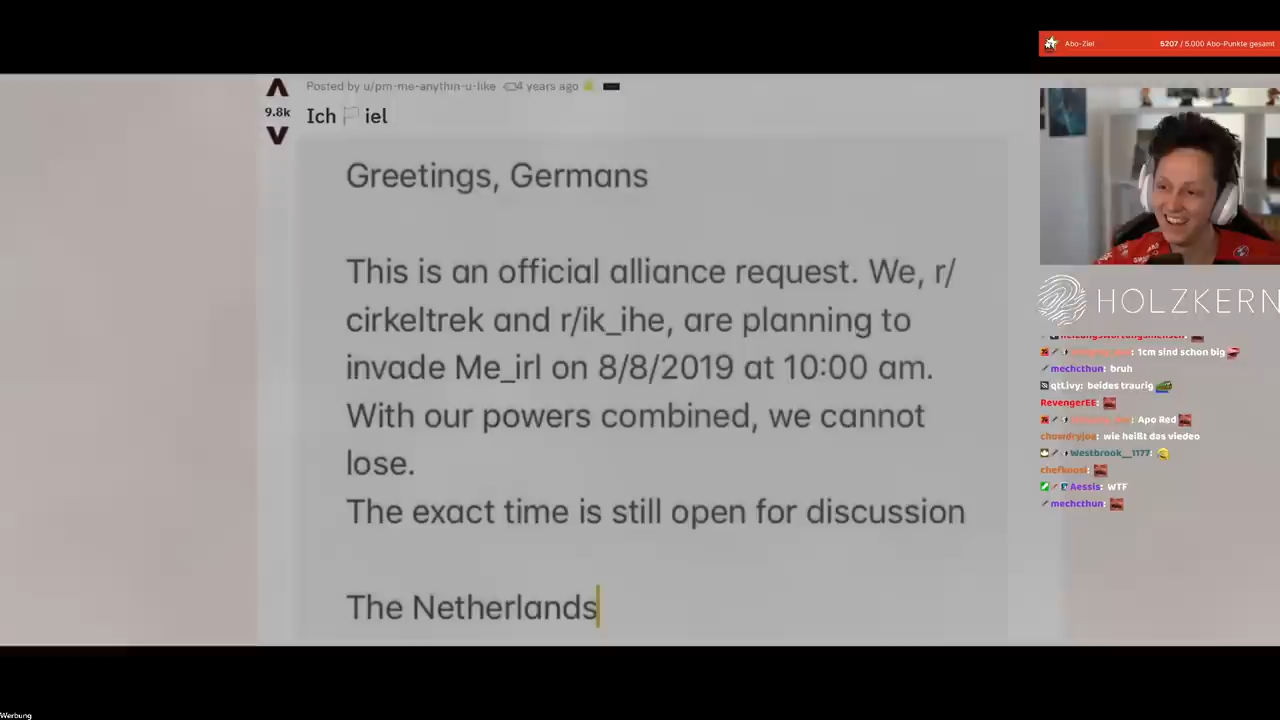 Abo-Ziel 5207 / 5.000 Abo-Punkte gesamt
Posted by u/pm-me-anythin-u-like 4 years ago
9.8k
Ich iel
Greetings, Germans
This is an official alliance request. We, r/
cirkeltrek and r/ik_ihe, are planning to
invade Me_irl on 8/8/2019 at 10:00 am.
With our powers combined, we cannot
lose.
The exact time is still open for discussion
The Netherlands
HOLZKERN
: 1cm sind schon big
mechcthun: bruh
qtt.ivy: beides traurig
RevengerEE:
: Apo Red
chowdryjoe: wie heißt das viedeo
Westbrook__1177:
chefkoosi:
Aessis: WTF
mechcthun:
Werbung